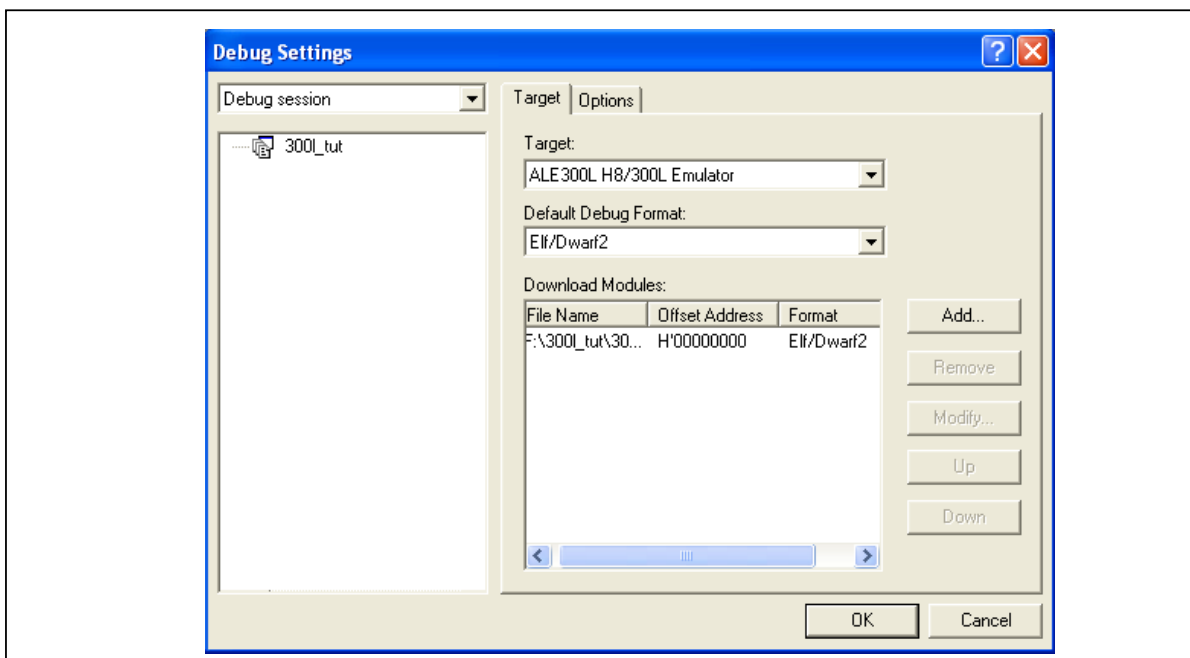 Debug Settings
Debug session
300l_tut
Target Options
Target:
ALE300L H8/300L Emulator
Default Debug Format:
Elf/Dwarf2
Download Modules:
File Name Offset Address Format
F:\300l_tut\30... H'00000000 Elf/Dwarf2
Add...
Remove
Modify...
Up
Down
OK Cancel